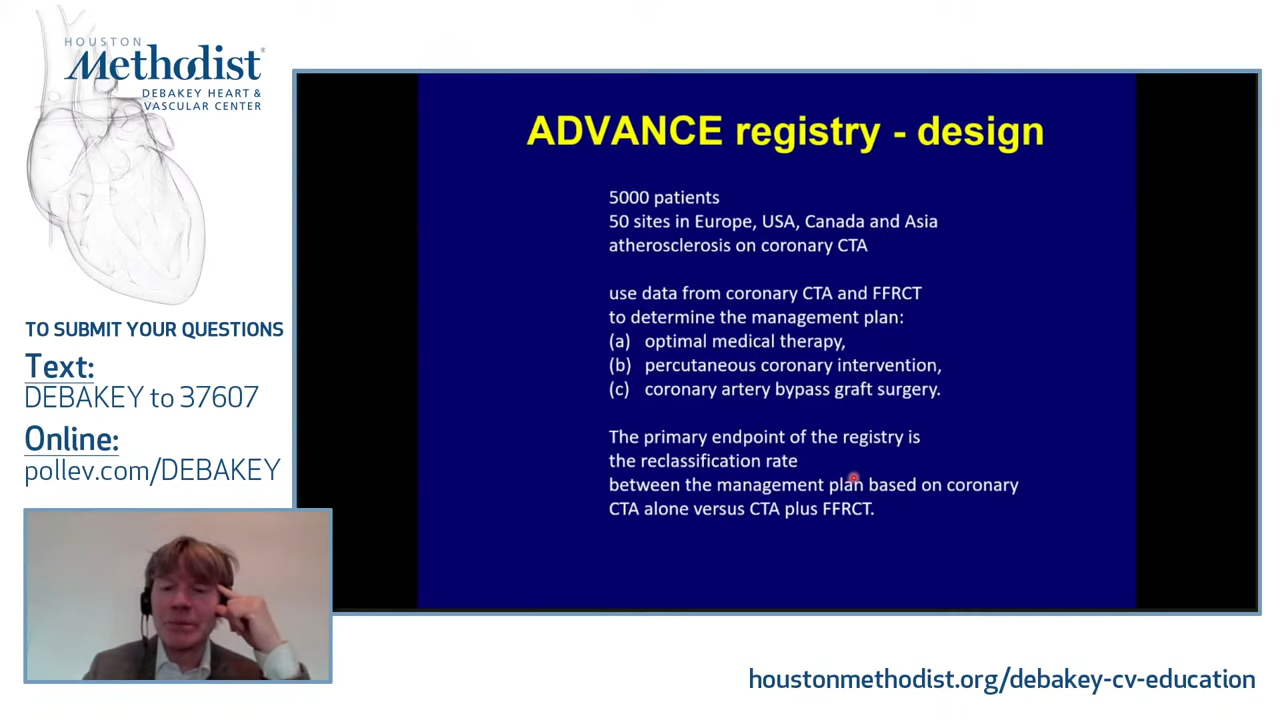 HOUSTON
Methodist®
DEBAKEY HEART &
VASCULAR CENTER
TO SUBMIT YOUR QUESTIONS
Text:
DEBAKEY to 37607
Online:
pollev.com/DEBAKEY
ADVANCE registry - design
5000 patients
50 sites in Europe, USA, Canada and Asia
atherosclerosis on coronary CTA
use data from coronary CTA and FFRCT
to determine the management plan:
(a) optimal medical therapy,
(b) percutaneous coronary intervention,
(c) coronary artery bypass graft surgery.
The primary endpoint of the registry is
the reclassification rate
between the management plan based on coronary
CTA alone versus CTA plus FFRCT.
houstonmethodist.org/debakey-cv-education